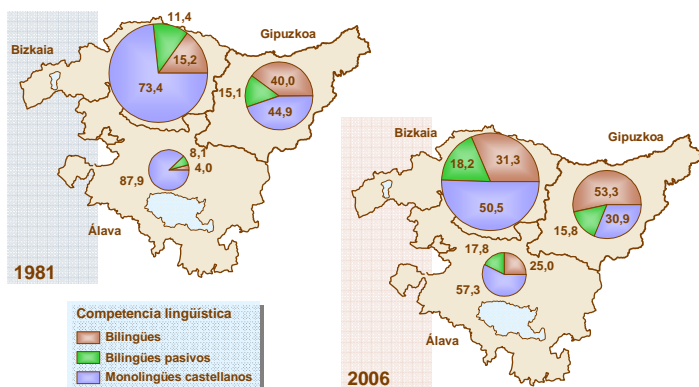 11,4
Bizkaia
15,2
73,4
Gipuzkoa
40,0
15,1
44,9
8,1
4,0
87,9
Álava
1981
Bizkaia
18,2
31,3
50,5
Gipuzkoa
53,3
15,8
30,9
17,8
25,0
57,3
Álava
2006
Competencia lingüística
Bilingües
Bilingües pasivos
Monolingües castellanos